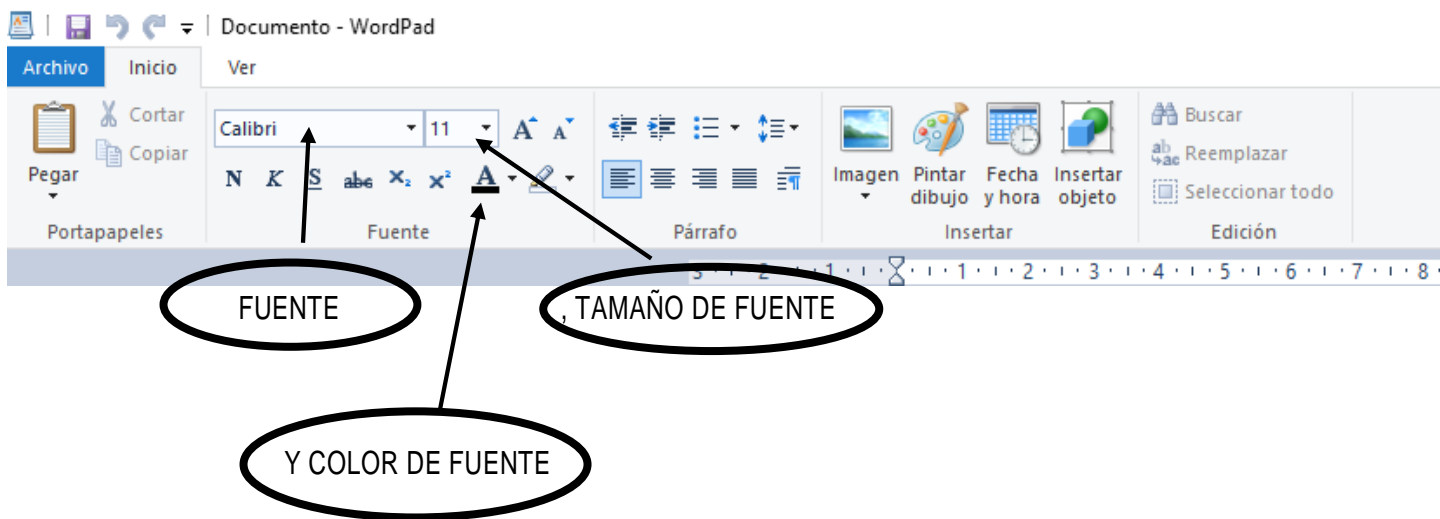 Documento - WordPad
Archivo Inicio Ver
Cortar
Calibri 11 A A
Buscar
Copiar
Reemplazar
Pegar
N K S abc X₂ X² A
Imagen Pintar dibujo Fecha y hora Insertar objeto
Seleccionar todo
Portapapeles Fuente Párrafo Insertar Edición
3 2 1 1 2 3 4 5 6 7 8
FUENTE
, TAMAÑO DE FUENTE
Y COLOR DE FUENTE